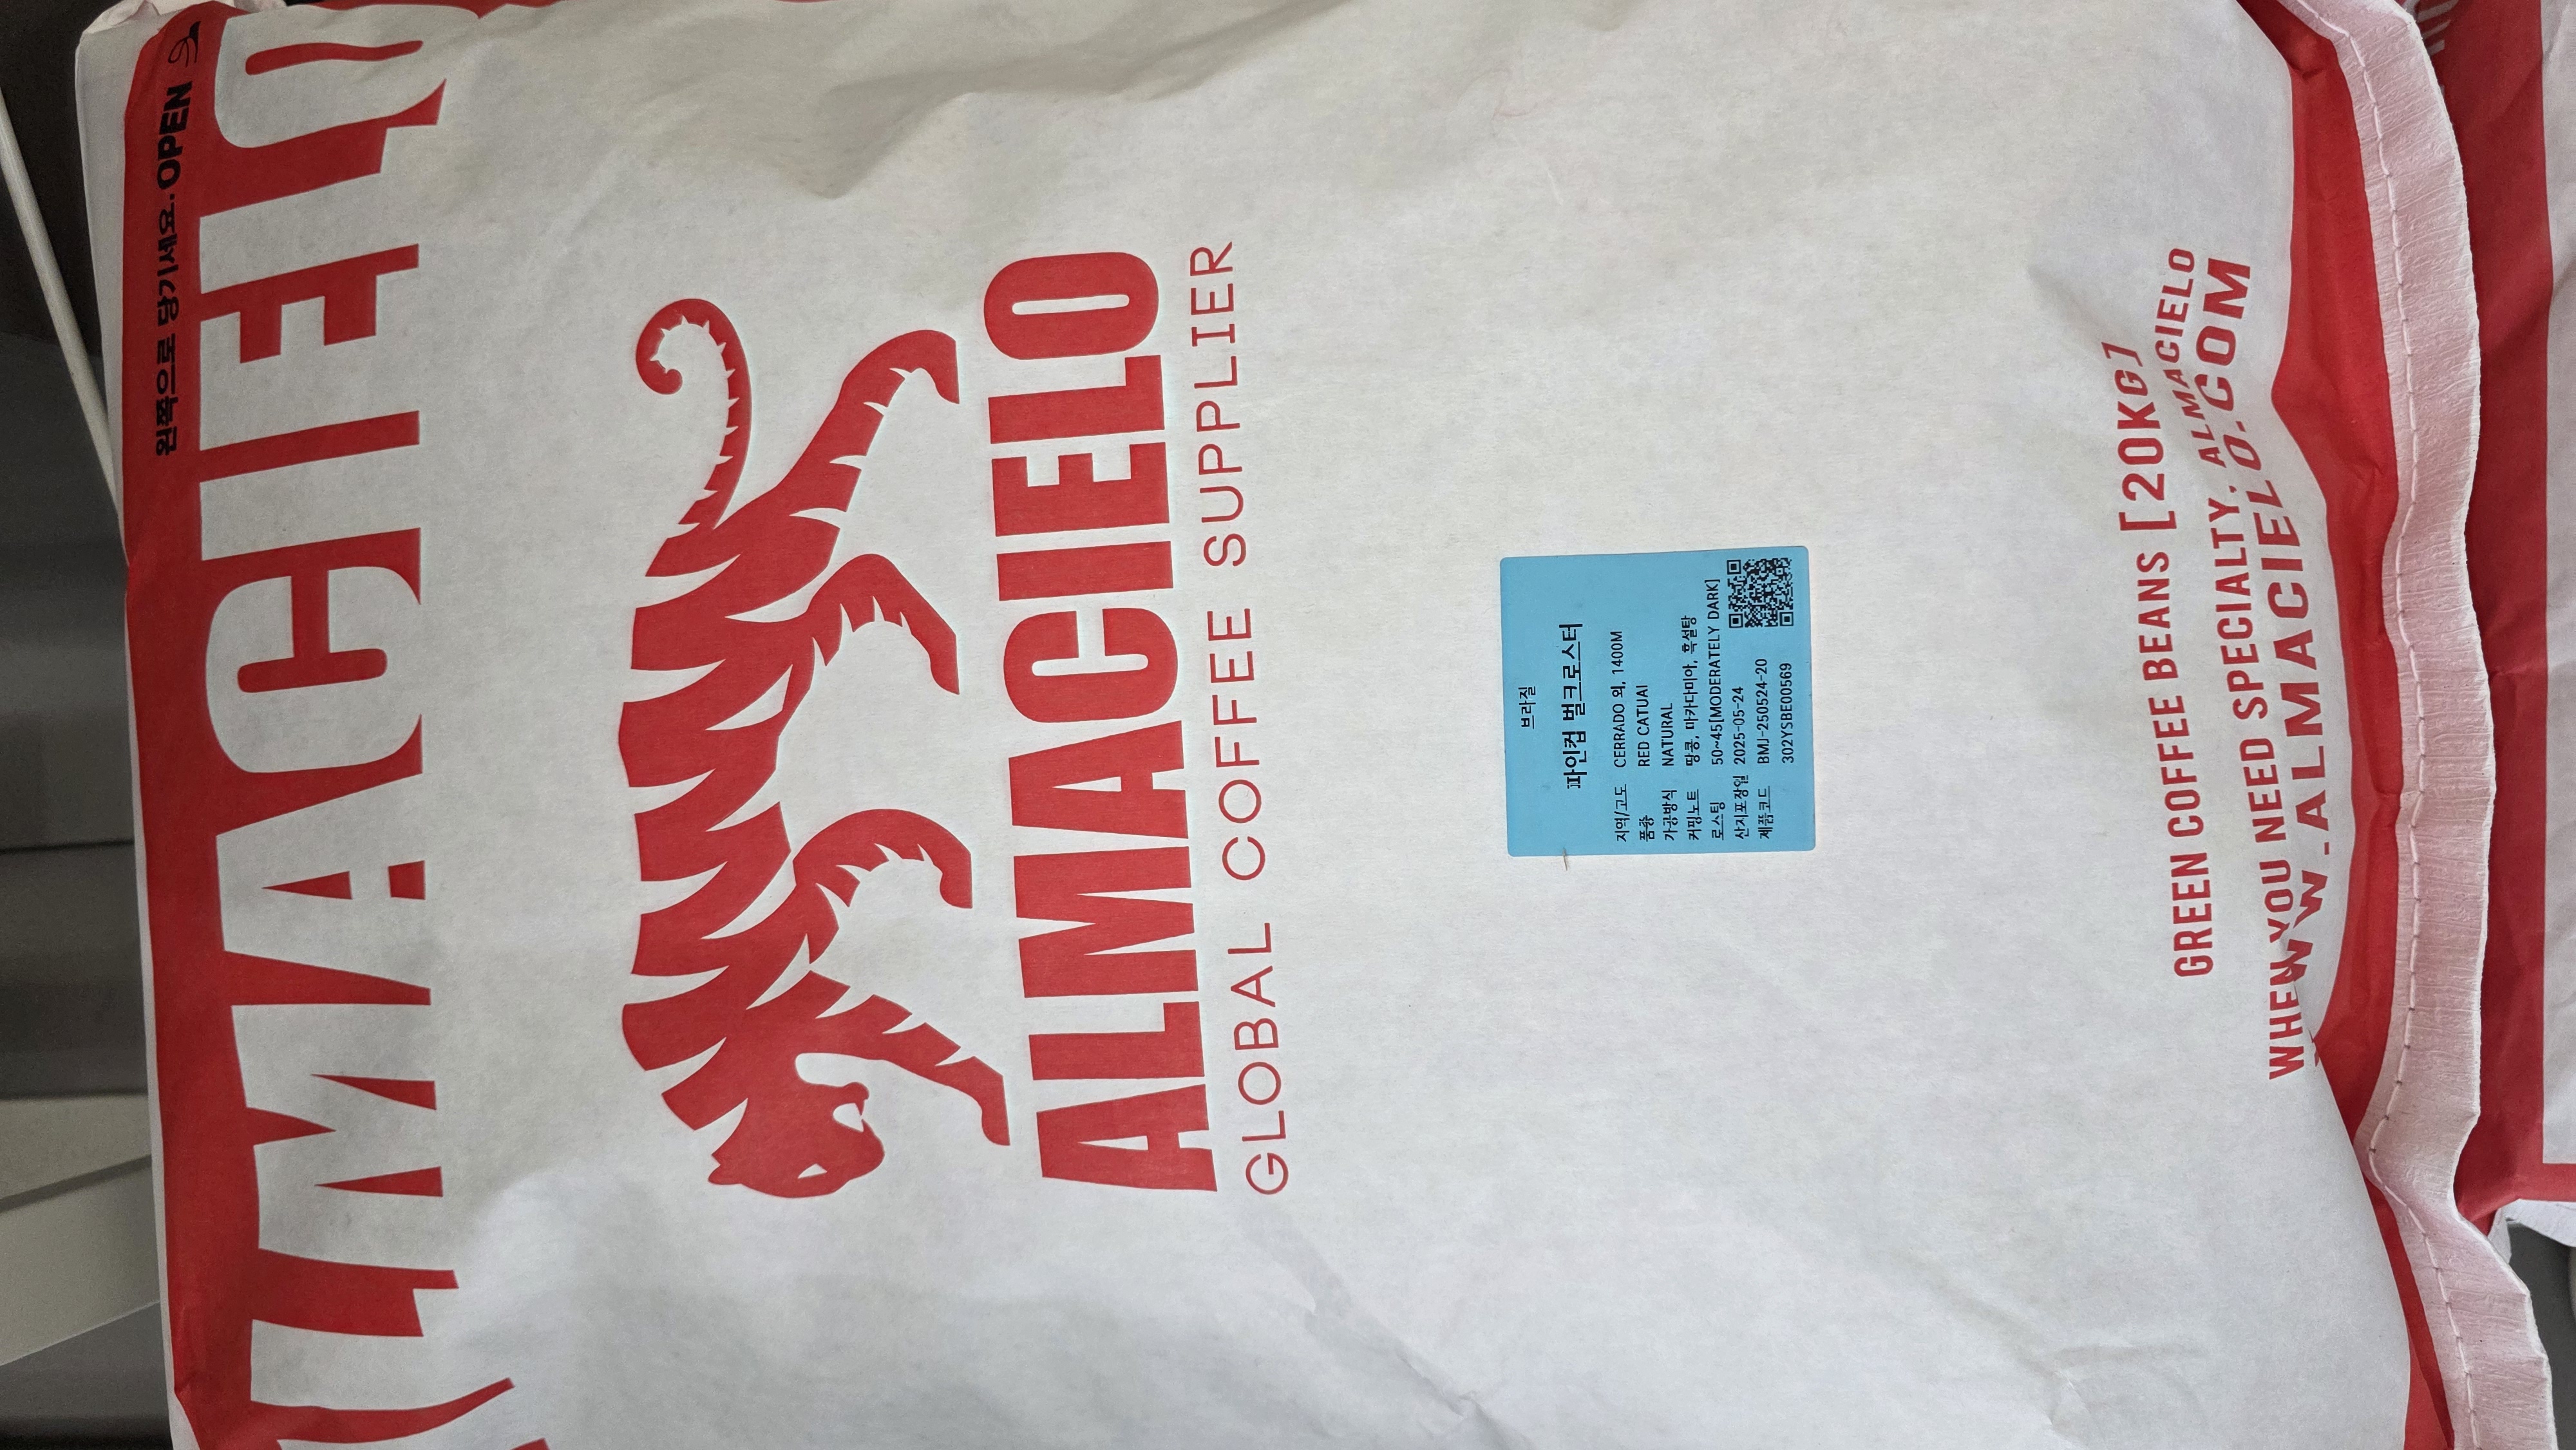 왼쪽으로 당기세요. OPEN
ALMACIELO
ALMACIELO
GLOBAL COFFEE SUPPLIER
브라질
파인컵 벌크로스터
지역/고도 CERRADO 외, 1400M
품종 RED CATUAI
가공방식 NATURAL
커핑노트 땅콩, 마카다미아, 흑설탕
로스팅 50~45[MODERATELY DARK]
산지포장일 2025-05-24
제품코드 BMJ-250524-20
302YSBE00569
GREEN COFFEE BEANS [20KG]
WHEN YOU NEED SPECIALTY. ALMACIELO
WWW.ALMACIELO.COM